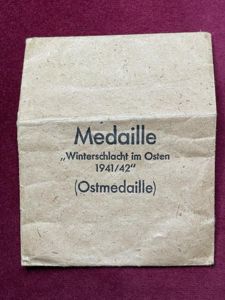 Medaille
„Winterschlacht im Osten
1941/42"
(Ostmedaille)